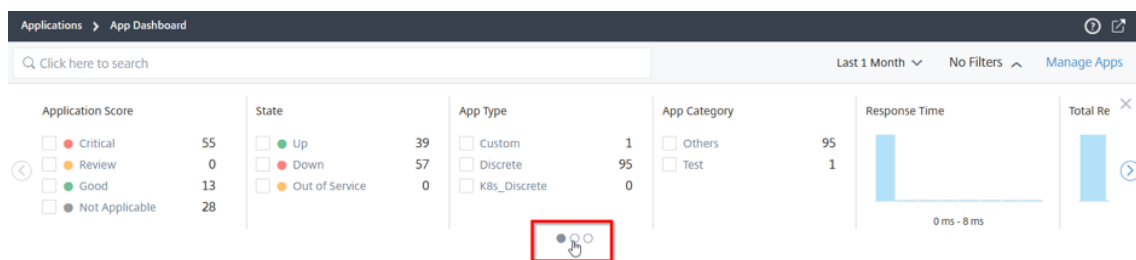 Applications > App Dashboard
Click here to search
Last 1 Month
No Filters
Manage Apps
Application Score
Critical 55
Review 0
Good 13
Not Applicable 28
State
Up 39
Down 57
Out of Service 0
App Type
Custom 1
Discrete 95
K8s_Discrete 0
App Category
Others 95
Test 1
Response Time
0 ms - 8 ms
Total Re